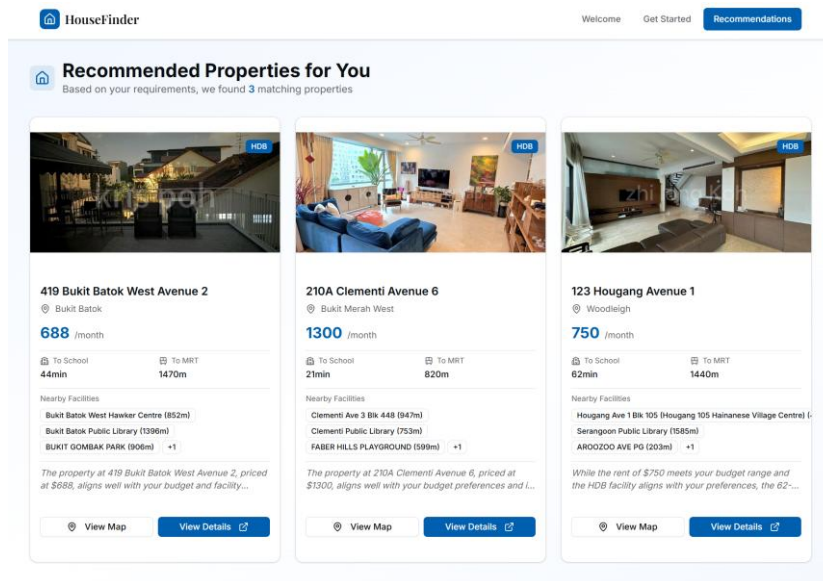 HouseFinder
Welcome
Get Started
Recommendations
Recommended Properties for You
Based on your requirements, we found 3 matching properties
HDB
419 Bukit Batok West Avenue 2
Bukit Batok
688 /month
To School
To MRT
44min
1470m
Nearby Facilities
Bukit Batok West Hawker Centre (852m)
Bukit Batok Public Library (1396m)
BUKIT GOMBAK PARK (906m)
+1
The property at 419 Bukit Batok West Avenue 2, priced
at $688, aligns well with your budget and facility...
View Map
View Details
HDB
210A Clementi Avenue 6
Bukit Merah West
1300 /month
To School
To MRT
21min
820m
Nearby Facilities
Clementi Ave 3 Blk 448 (947m)
Clementi Public Library (753m)
FABER HILLS PLAYGROUND (599m)
+1
The property at 210A Clementi Avenue 6, priced at
$1300, aligns well with your budget preferences and i...
View Map
View Details
HDB
123 Hougang Avenue 1
Woodleigh
750 /month
To School
To MRT
62min
1440m
Nearby Facilities
Hougang Ave 1 Blk 105 (Hougang 105 Hainanese Village Centre)
Serangoon Public Library (1585m)
AROOZOO AVE PG (203m)
+1
While the rent of $750 meets your budget range and
the HDB facility aligns with your preferences, the 62-...
View Map
View Details